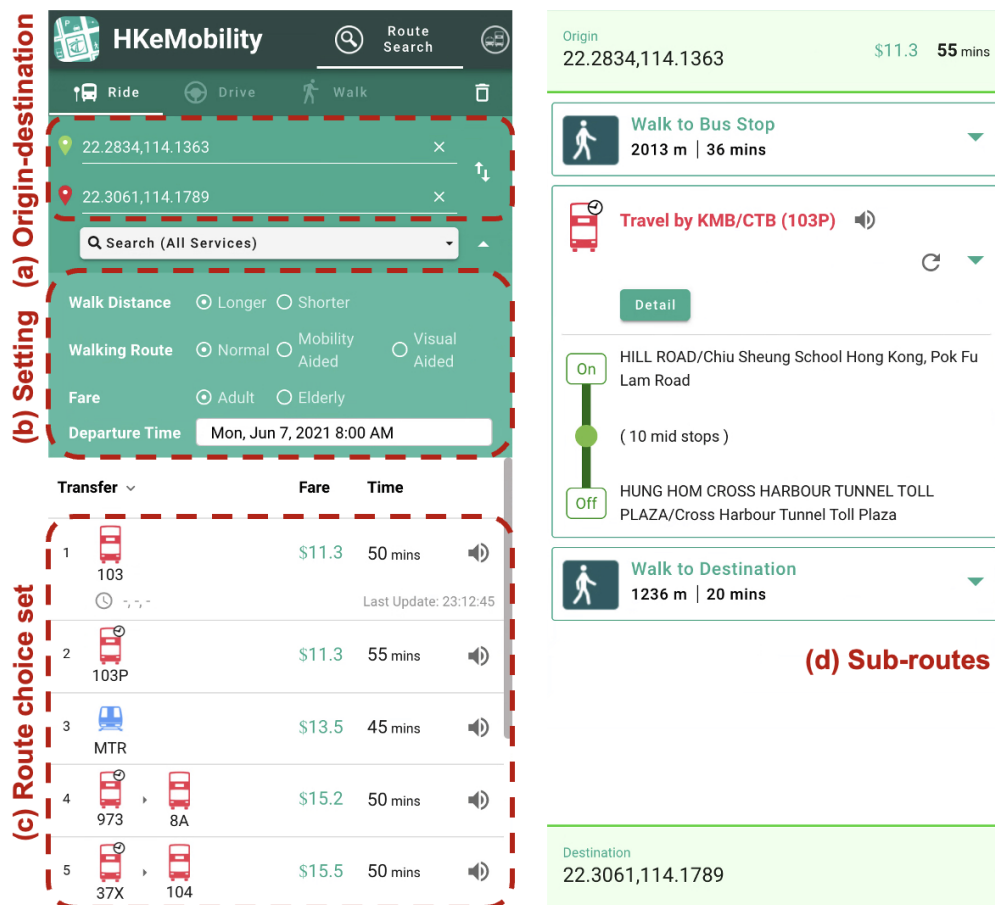 HKeMobility
Route
Search
Ride
Drive
Walk
(a) Origin-destination
22.2834,114.1363
22.3061,114.1789
Search (All Services)
(b) Setting
Walk Distance Longer Shorter
Walking Route Normal Mobility Aided Visual Aided
Fare Adult Elderly
Departure Time Mon, Jun 7, 2021 8:00 AM
Transfer Fare Time
(c) Route choice set
1 103 $11.3 50 mins
-,-,- Last Update: 23:12:45
2 103P $11.3 55 mins
3 MTR $13.5 45 mins
4 973 8A $15.2 50 mins
5 37X 104 $15.5 50 mins
Origin
22.2834,114.1363 $11.3 55 mins
Walk to Bus Stop
2013 m | 36 mins
Travel by KMB/CTB (103P)
Detail
On
HILL ROAD/Chiu Sheung School Hong Kong, Pok Fu
Lam Road
( 10 mid stops )
Off
HUNG HOM CROSS HARBOUR TUNNEL TOLL
PLAZA/Cross Harbour Tunnel Toll Plaza
Walk to Destination
1236 m | 20 mins
(d) Sub-routes
Destination
22.3061,114.1789